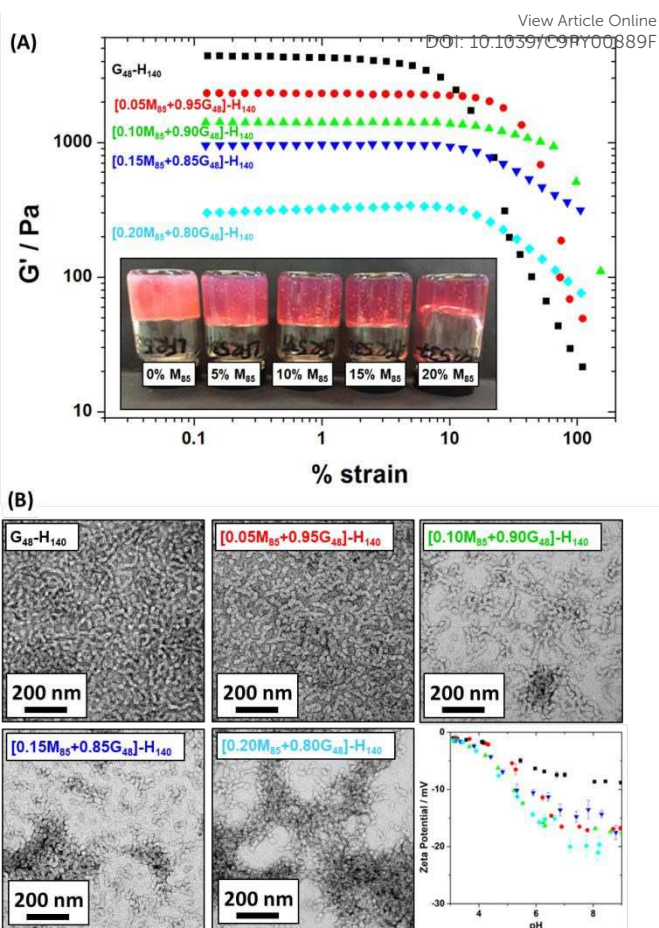 View Article Online
DOI: 10.1039/C9PY00889F
(A)
G48-H140
[0.05M85+0.95G48]-H140
[0.10M85+0.90G48]-H140
[0.15M85+0.85G48]-H140
[0.20M85+0.80G48]-H140
G' / Pa
1000
100
10
0% M85
5% M85
10% M85
15% M85
20% M85
0.1
1
10
100
% strain
(B)
G48-H140
[0.05M85+0.95G48]-H140
[0.10M85+0.90G48]-H140
200 nm
200 nm
200 nm
[0.15M85+0.85G48]-H140
[0.20M85+0.80G48]-H140
200 nm
200 nm
Zeta Potential / mV
0
-10
-20
-30
4
6
8
pH